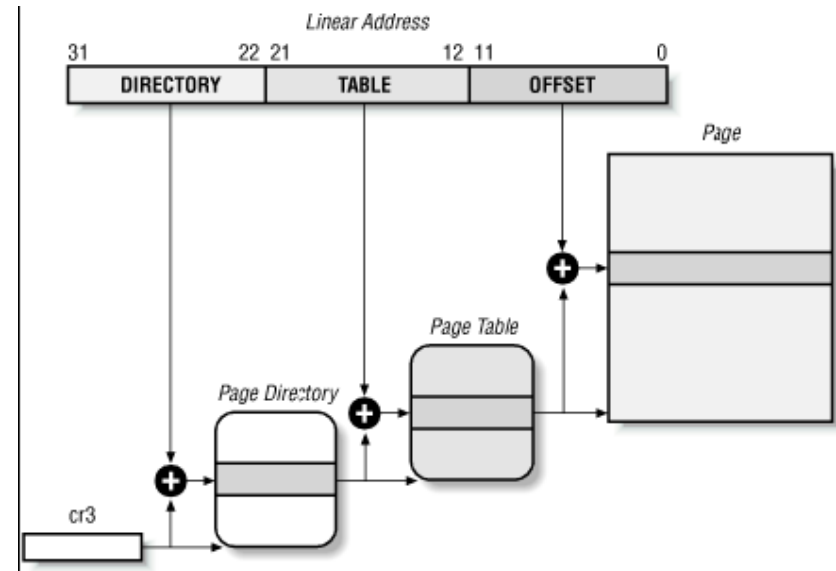 Linear Address
31 22 21 12 11 0
DIRECTORY TABLE OFFSET
Page
Page Table
Page Directory
cr3